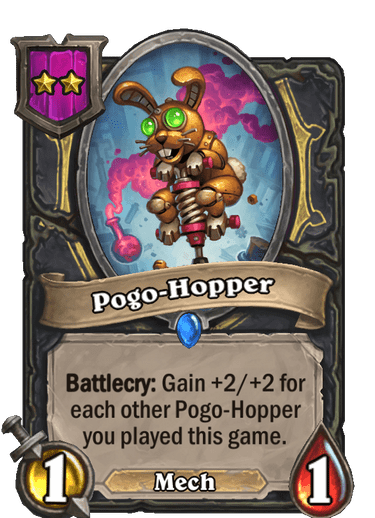 Pogo-Hopper
Battlecry: Gain +2/+2 for
each other Pogo-Hopper
you played this game.
1
Mech
1